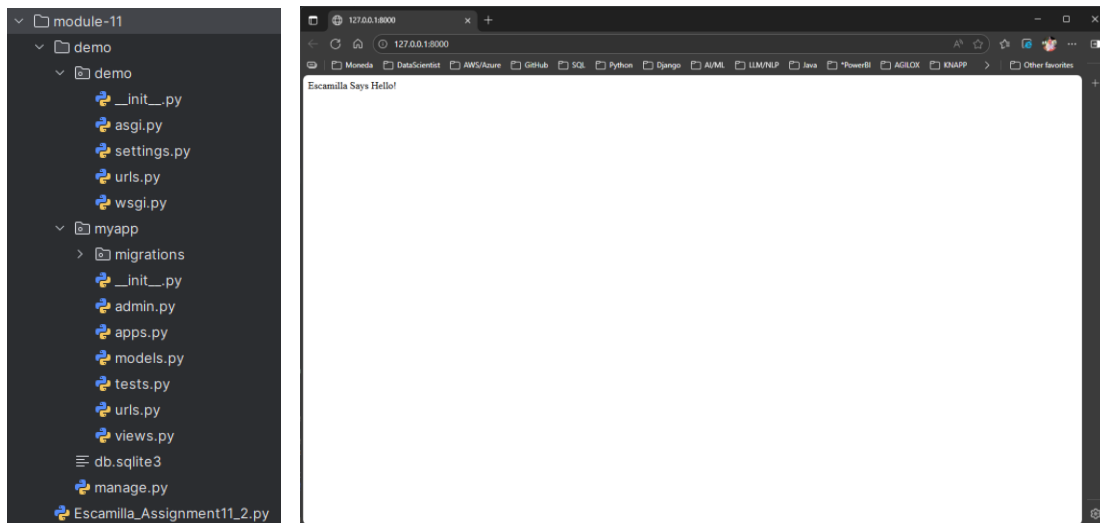 module-11
demo
demo
__init__.py
asgi.py
settings.py
urls.py
wsgi.py
myapp
migrations
__init__.py
admin.py
apps.py
models.py
tests.py
urls.py
views.py
db.sqlite3
manage.py
Escamilla_Assignment11_2.py
127.0.0.1:8000
127.0.0.1:8000
Moneda DataScientist AWS/Azure GitHub SQL Python Django AI/ML LLM/NLP Java *PowerBI AGILOX KNAPP Other favorites
Escamilla Says Hello!